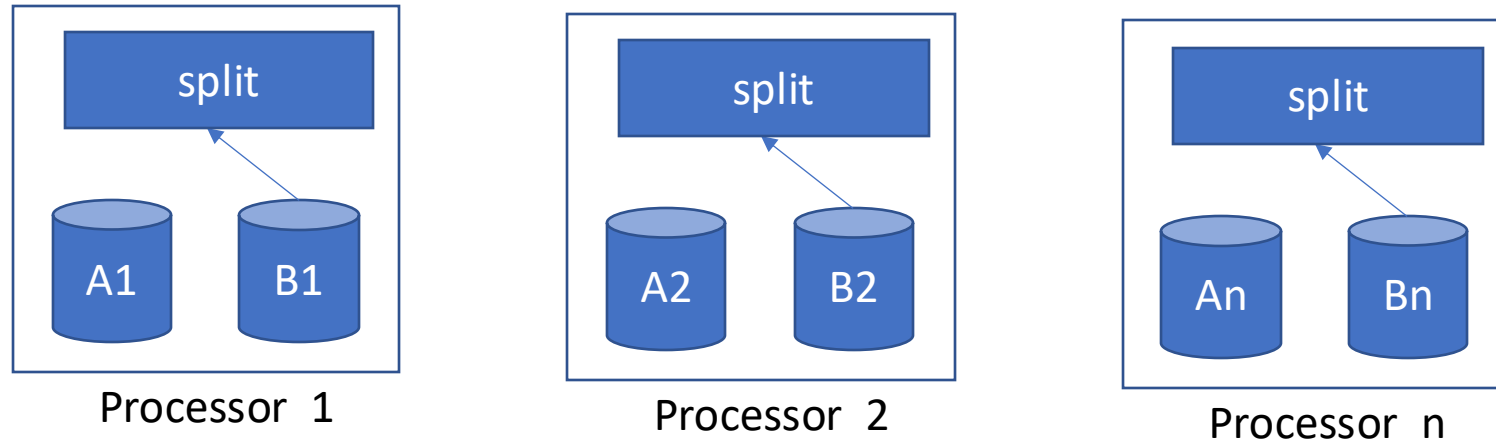 split
split
split
A1
B1
A2
B2
An
Bn
Processor 1
Processor 2
Processor n